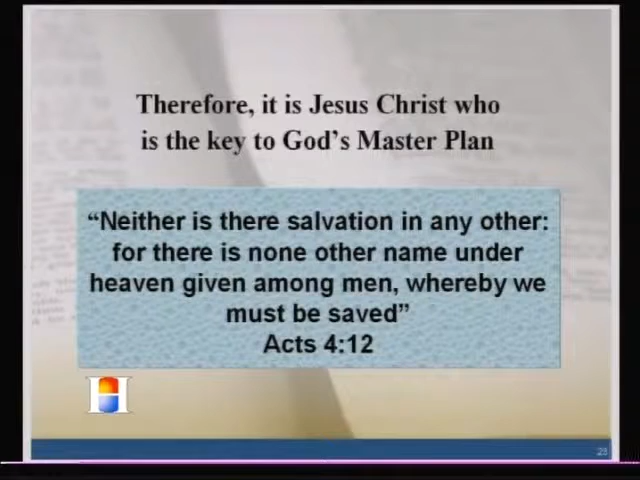 Therefore, it is Jesus Christ who
is the key to God's Master Plan
“Neither is there salvation in any other:
for there is none other name under
heaven given among men, whereby we
must be saved”
Acts 4:12
H